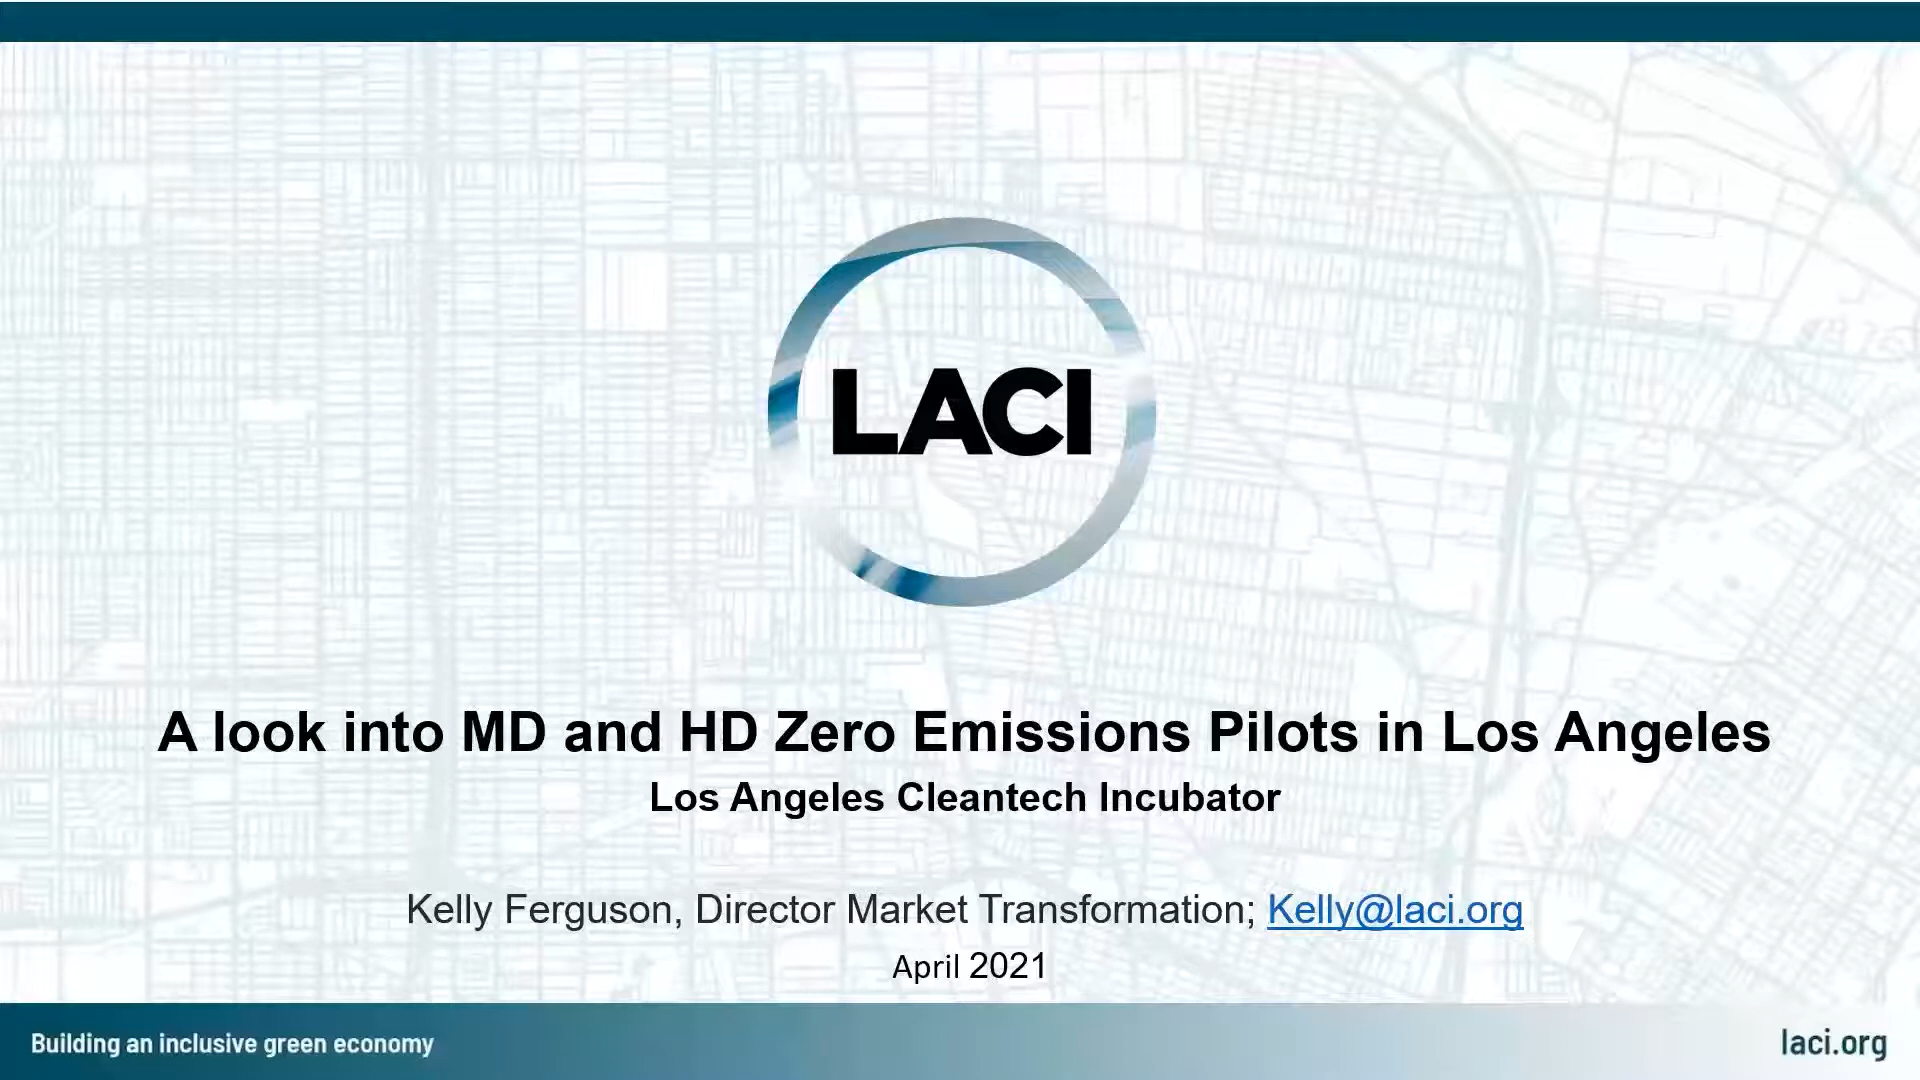 LACI
A look into MD and HD Zero Emissions Pilots in Los Angeles
Los Angeles Cleantech Incubator
Kelly Ferguson, Director Market Transformation; Kelly@laci.org
April 2021
Building an inclusive green economy
laci.org